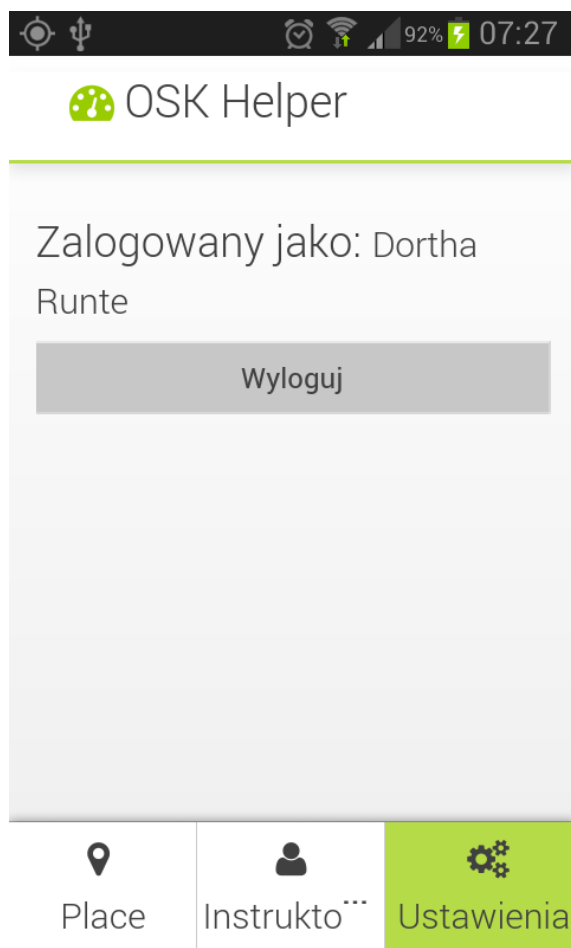 92% 07:27
OSK Helper
Zalogowany jako: Dortha
Runte
Wyloguj
Place Instrukto... Ustawienia